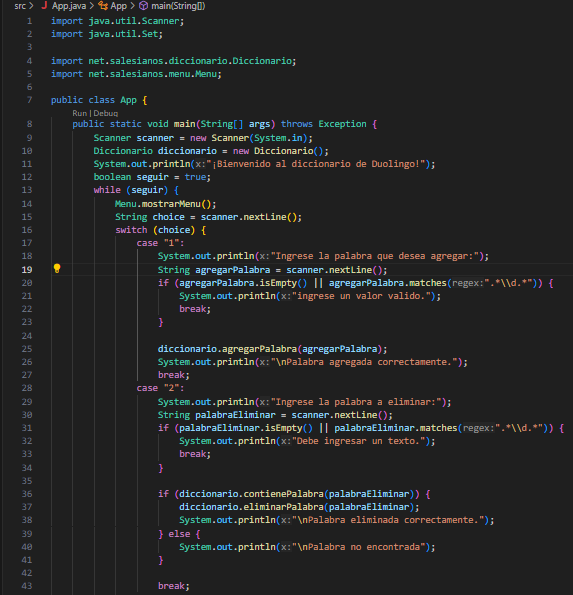 src > J App.java > App > main(String[])
1 import java.util.Scanner;
2 import java.util.Set;
3
4 import net.salesianos.diccionario.Diccionario;
5 import net.salesianos.menu.Menu;
6
7 public class App {
Run | Debug
8 public static void main(String[] args) throws Exception {
9 Scanner scanner = new Scanner(System.in);
10 Diccionario diccionario = new Diccionario();
11 System.out.println(x:"¡Bienvenido al diccionario de Duolingo!");
12 boolean seguir = true;
13 while (seguir) {
14 Menu.mostrarMenu();
15 String choice = scanner.nextLine();
16 switch (choice) {
17 case "1":
18 System.out.println(x:"Ingrese la palabra que desea agregar:");
19 String agregarPalabra = scanner.nextLine();
20 if (agregarPalabra.isEmpty() || agregarPalabra.matches(regex:".*\\d.*")) {
21 System.out.println(x:"ingrese un valor valido.");
22 break;
23 }
24
25 diccionario.agregarPalabra(agregarPalabra);
26 System.out.println(x:"\nPalabra agregada correctamente.");
27 break;
28 case "2":
29 System.out.println(x:"Ingrese la palabra a eliminar:");
30 String palabraEliminar = scanner.nextLine();
31 if (palabraEliminar.isEmpty() || palabraEliminar.matches(regex:".*\\d.*")) {
32 System.out.println(x:"Debe ingresar un texto.");
33 break;
34 }
35
36 if (diccionario.contienePalabra(palabraEliminar)) {
37 diccionario.eliminarPalabra(palabraEliminar);
38 System.out.println(x:"\nPalabra eliminada correctamente.");
39 } else {
40 System.out.println(x:"\nPalabra no encontrada");
41 }
42
43 break;